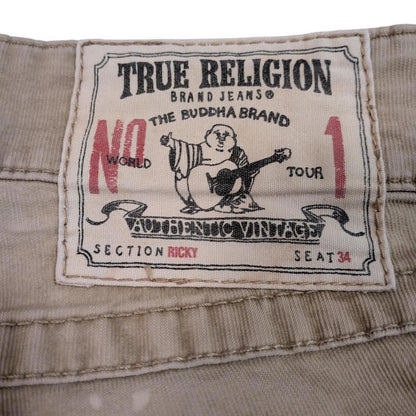 TRUE RELIGION
BRAND JEANS®
THE BUDDHA BRAND
NO 1
WORLD TOUR
AUTHENTIC VINTAGE
SECTION RICKY SEAT 34